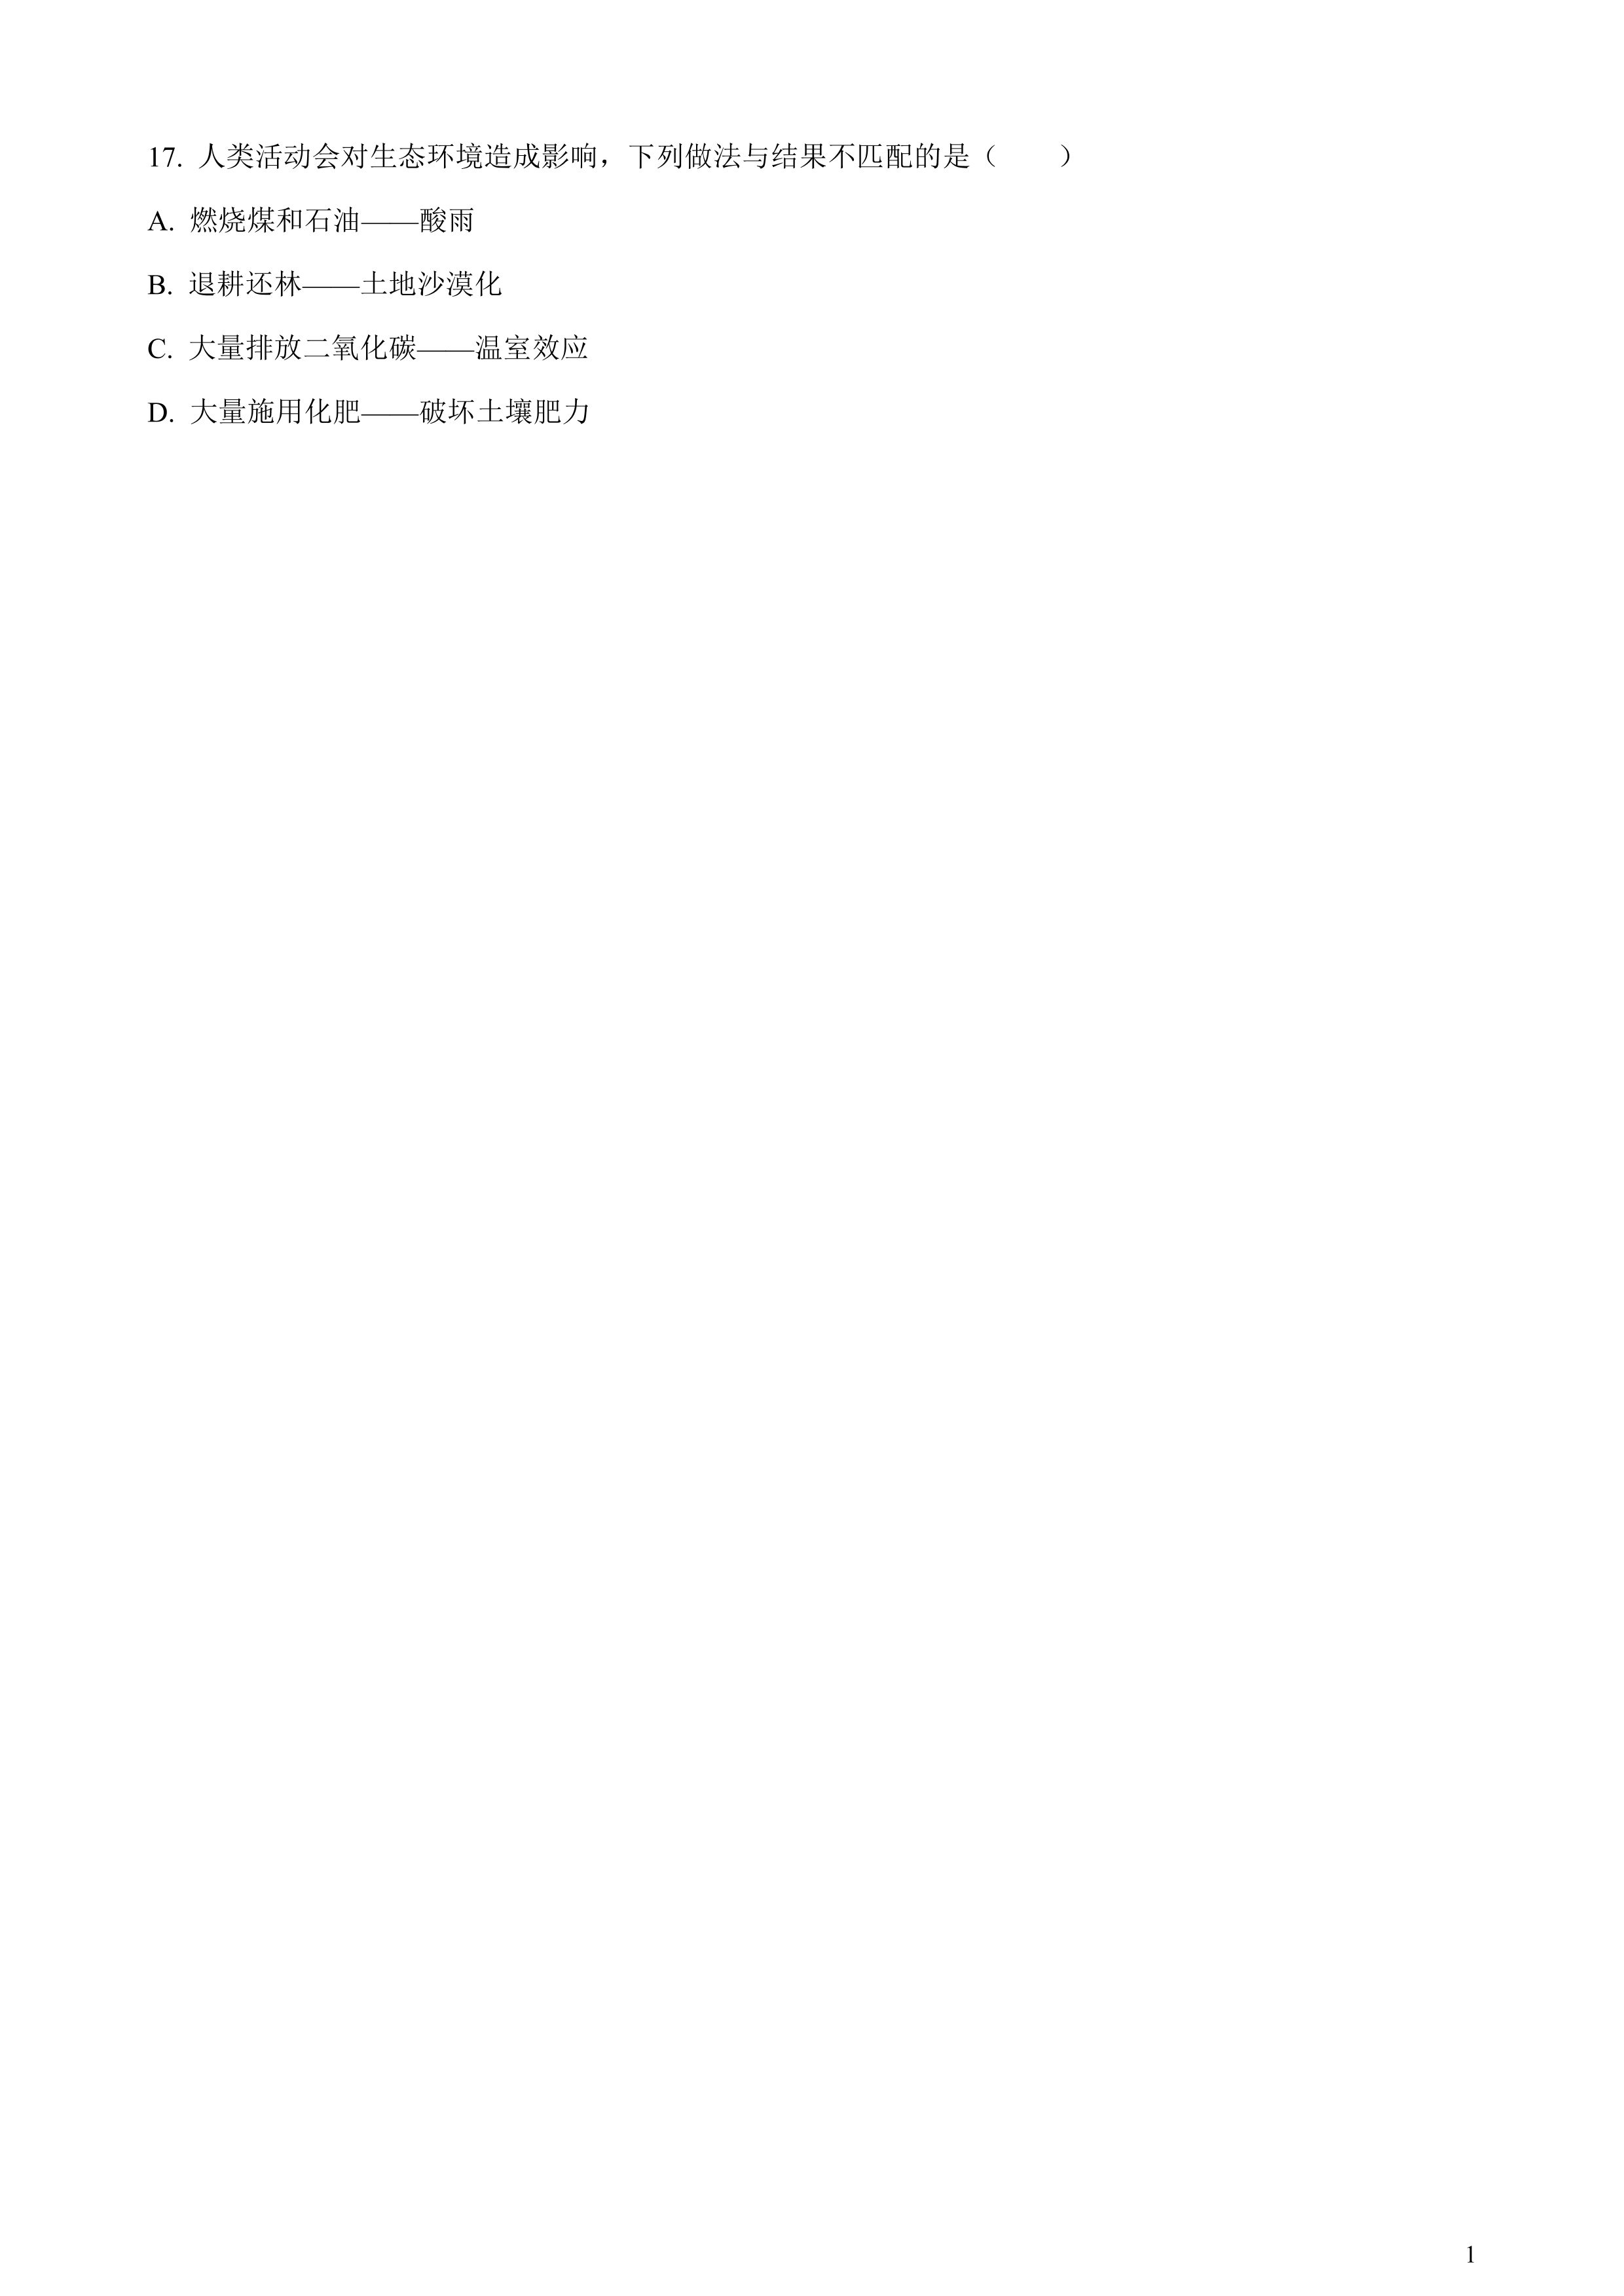 17. 人类活动会对生态环境造成影响，下列做法与结果不匹配的是（　　）
A. 燃烧煤和石油——酸雨
B. 退耕还林——土地沙漠化
C. 大量排放二氧化碳——温室效应
D. 大量施用化肥——破坏土壤肥力
1